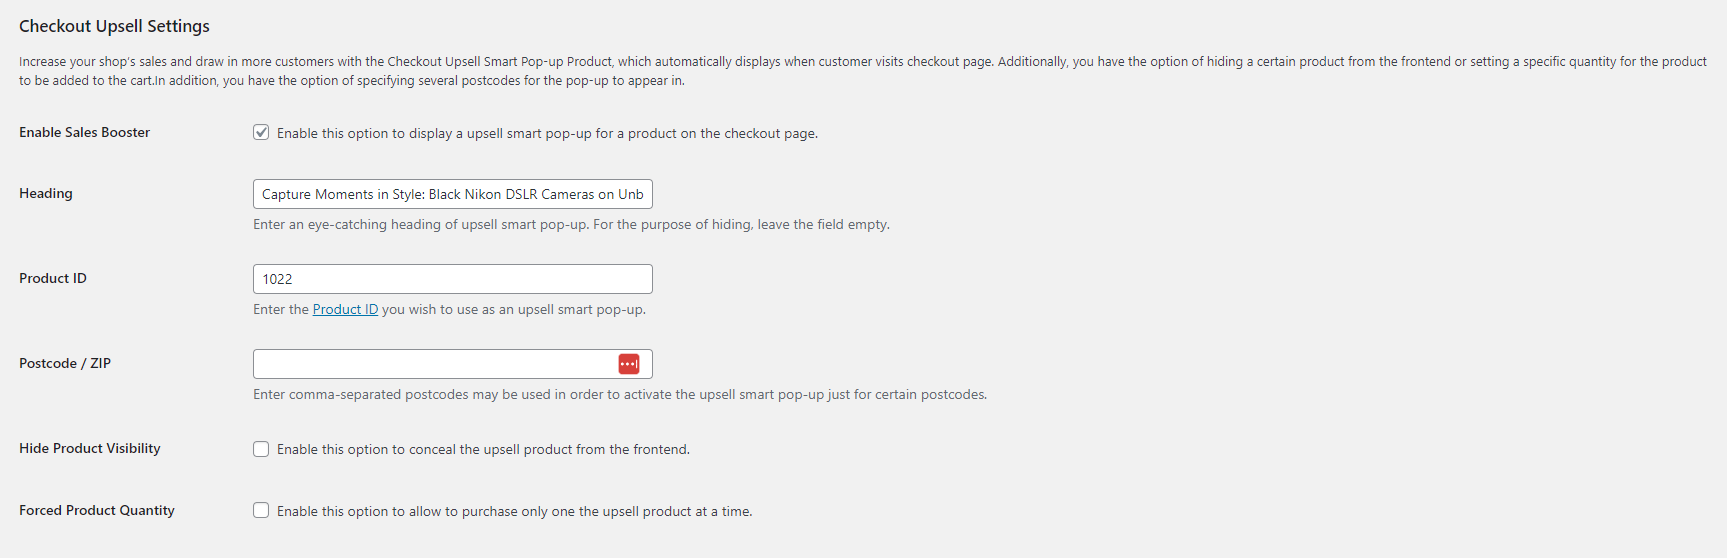 Checkout Upsell Settings
Increase your shop's sales and draw in more customers with the Checkout Upsell Smart Pop-up Product, which automatically displays when customer visits checkout page. Additionally, you have the option of hiding a certain product from the frontend or setting a specific quantity for the product
to be added to the cart.In addition, you have the option of specifying several postcodes for the pop-up to appear in.
Enable Sales Booster
Enable this option to display a upsell smart pop-up for a product on the checkout page.
Heading
Capture Moments in Style: Black Nikon DSLR Cameras on Unb
Enter an eye-catching heading of upsell smart pop-up. For the purpose of hiding, leave the field empty.
Product ID
1022
Enter the Product ID you wish to use as an upsell smart pop-up.
Postcode / ZIP
Enter comma-separated postcodes may be used in order to activate the upsell smart pop-up just for certain postcodes.
Hide Product Visibility
Enable this option to conceal the upsell product from the frontend.
Forced Product Quantity
Enable this option to allow to purchase only one the upsell product at a time.